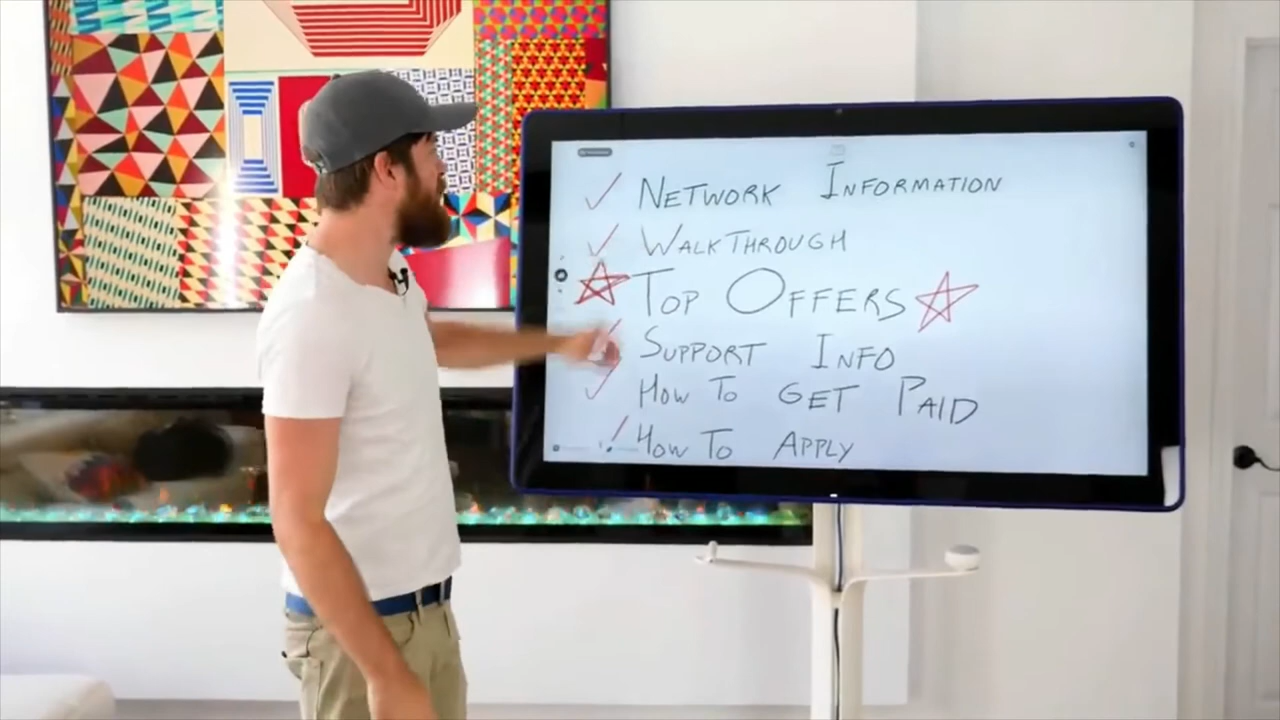 NETWORK INFORMATION
WALKTHROUGH
TOP OFFERS
SUPPORT INFO
HOW TO GET PAID
HOW TO APPLY